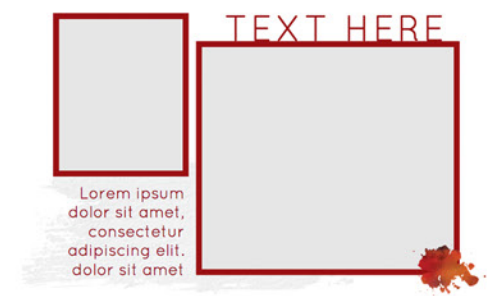 TEXT HERE
Lorem ipsum
dolor sit amet,
consectetur
adipiscing elit.
dolor sit amet